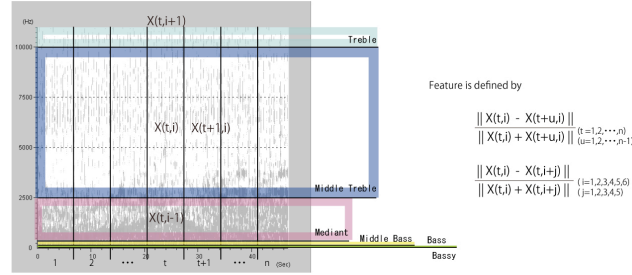 X(t,i+1)
(Hz)
Treble
10000
7500
X(t,i) X(t+1,i)
5000
Middle Treble
2500
X(t,i-1)
Mediant
Middle Bass
Bass
0
Bassy
0 10 20 30 40
1 2 ••• t t+1 ••• n (Sec)
Feature is defined by
|| X(t,i) - X(t+u,i) ||
|| X(t,i) + X(t+u,i) ||
(t =1,2,•••,n)
(u=1,2,•••,n-1)
|| X(t,i) - X(t,i+j) ||
|| X(t,i) + X(t,i+j) ||
( i=1,2,3,4,5,6)
( j=1,2,3,4,5)